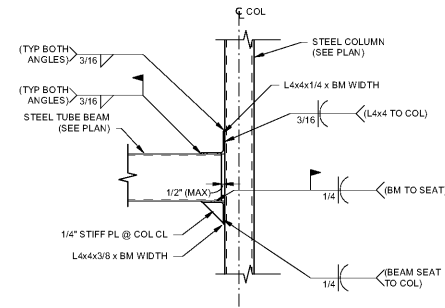 ℄ COL
(TYP BOTH
ANGLES)
3/16
STEEL COLUMN
(SEE PLAN)
(TYP BOTH
ANGLES)
3/16
L4x4x1/4 x BM WIDTH
STEEL TUBE BEAM
(SEE PLAN)
3/16
(L4x4 TO COL)
1/2" (MAX)
1/4
(BM TO SEAT)
1/4" STIFF PL @ COL CL
L4x4x3/8 x BM WIDTH
1/4
(BEAM SEAT
TO COL)